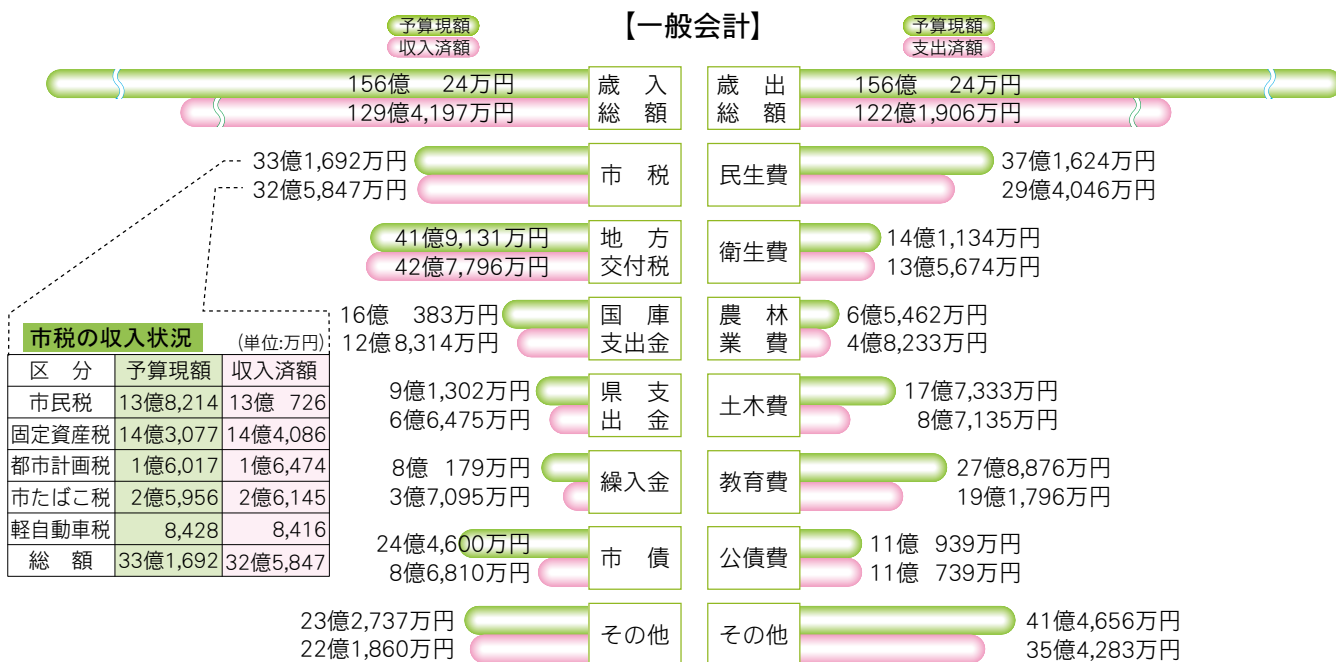 【一般会計】
予算現額
収入済額
予算現額
支出済額
156億 24万円
129億4,197万円
歳入
総額
歳出
総額
156億 24万円
122億1,906万円
33億1,692万円
32億5,847万円
市税
民生費
37億1,624万円
29億4,046万円
41億9,131万円
42億7,796万円
地方
交付税
衛生費
14億1,134万円
13億5,674万円
16億 383万円
12億8,314万円
国庫
支出金
農林
業費
6億5,462万円
4億8,233万円
9億1,302万円
6億6,475万円
県支
出金
土木費
17億7,333万円
8億7,135万円
8億 179万円
3億7,095万円
繰入金
教育費
27億8,876万円
19億1,796万円
24億4,600万円
8億6,810万円
市債
公債費
11億 939万円
11億 739万円
23億2,737万円
22億1,860万円
その他
その他
41億4,656万円
35億4,283万円
市税の収入状況 (単位:万円)
区分 予算現額 収入済額
市民税 13億8,214 13億 726
固定資産税 14億3,077 14億4,086
都市計画税 1億6,017 1億6,474
市たばこ税 2億5,956 2億6,145
軽自動車税 8,428 8,416
総額 33億1,692 32億5,847